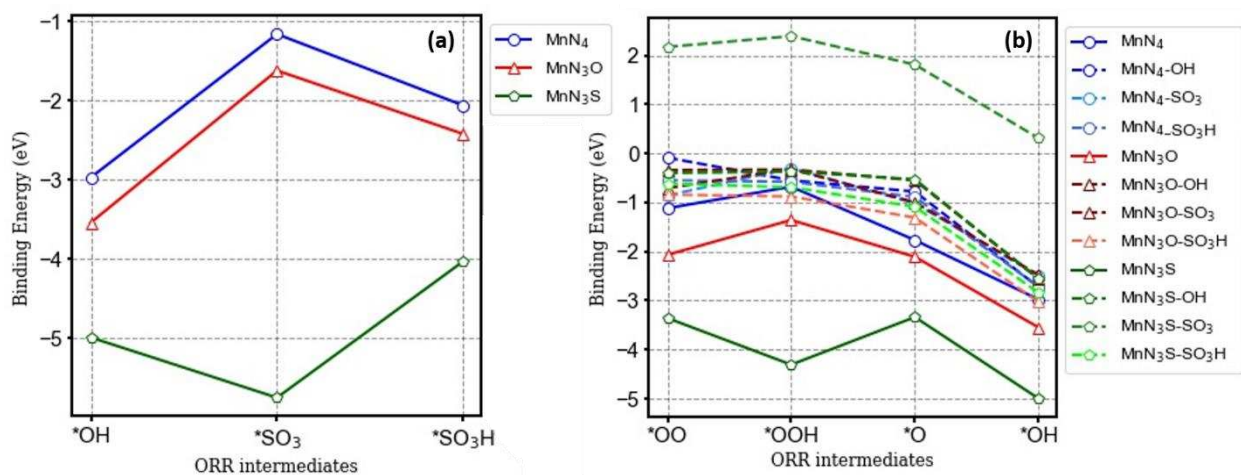 (a)
Binding Energy (eV)
−1
−2
−3
−4
−5
*OH
*SO₃
*SO₃H
ORR intermediates
MnN₄
MnN₃O
MnN₃S
(b)
Binding Energy (eV)
2
1
0
−1
−2
−3
−4
−5
*OO
*OOH
*O
*OH
ORR intermediates
MnN₄
MnN₄-OH
MnN₄-SO₃
MnN₄-SO₃H
MnN₃O
MnN₃O-OH
MnN₃O-SO₃
MnN₃O-SO₃H
MnN₃S
MnN₃S-OH
MnN₃S-SO₃
MnN₃S-SO₃H